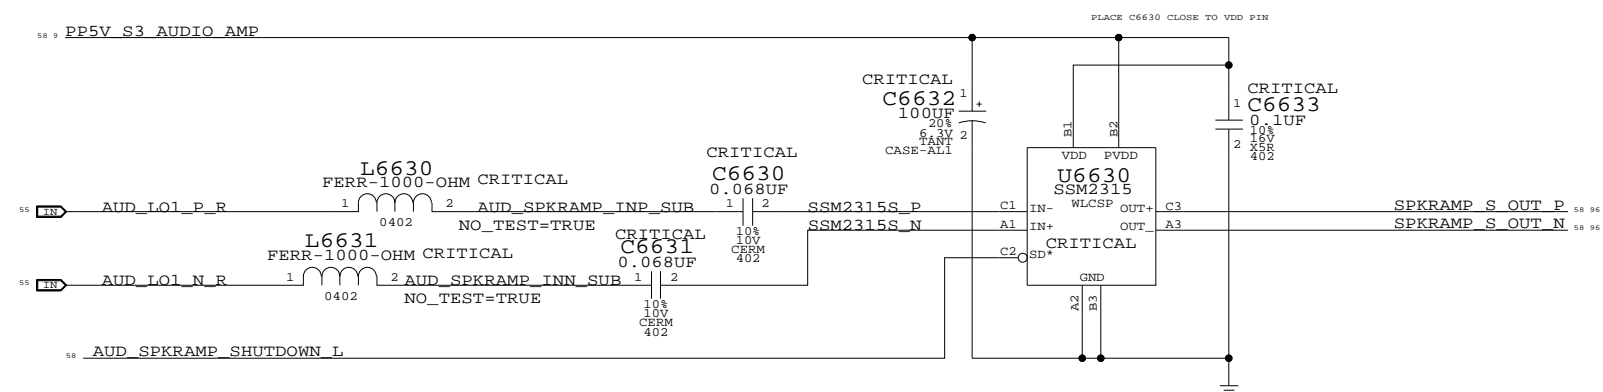 PLACE C6630 CLOSE TO VDD PIN
58 9 PP5V_S3_AUDIO_AMP
CRITICAL
C6632
100UF
20%
6.3V
TANT
CASE-AL1
1
+
2
CRITICAL
1 C6633
0.1UF
10%
2 16V
X5R
402
B1
B2
VDD PVDD
U6630
SSM2315
WLCSP
CRITICAL
C1 IN-
A1 IN+
C2 SD*
OUT+ C3
OUT_ A3
GND
A2
B3
L6630
FERR-1000-OHM CRITICAL
1 2
0402
CRITICAL
C6630
0.068UF
1 2
10%
10V
CERM
402
55 IN AUD_LO1_P_R
AUD_SPKRAMP_INP_SUB
NO_TEST=TRUE
SSM2315S_P
SSM2315S_N
SPKRAMP_S_OUT_P 58 96
SPKRAMP_S_OUT_N 58 96
L6631
FERR-1000-OHM CRITICAL
1 2
0402
CRITICAL
C6631
0.068UF
1 2
10%
10V
CERM
402
55 IN AUD_LO1_N_R
AUD_SPKRAMP_INN_SUB
NO_TEST=TRUE
58 AUD_SPKRAMP_SHUTDOWN_L